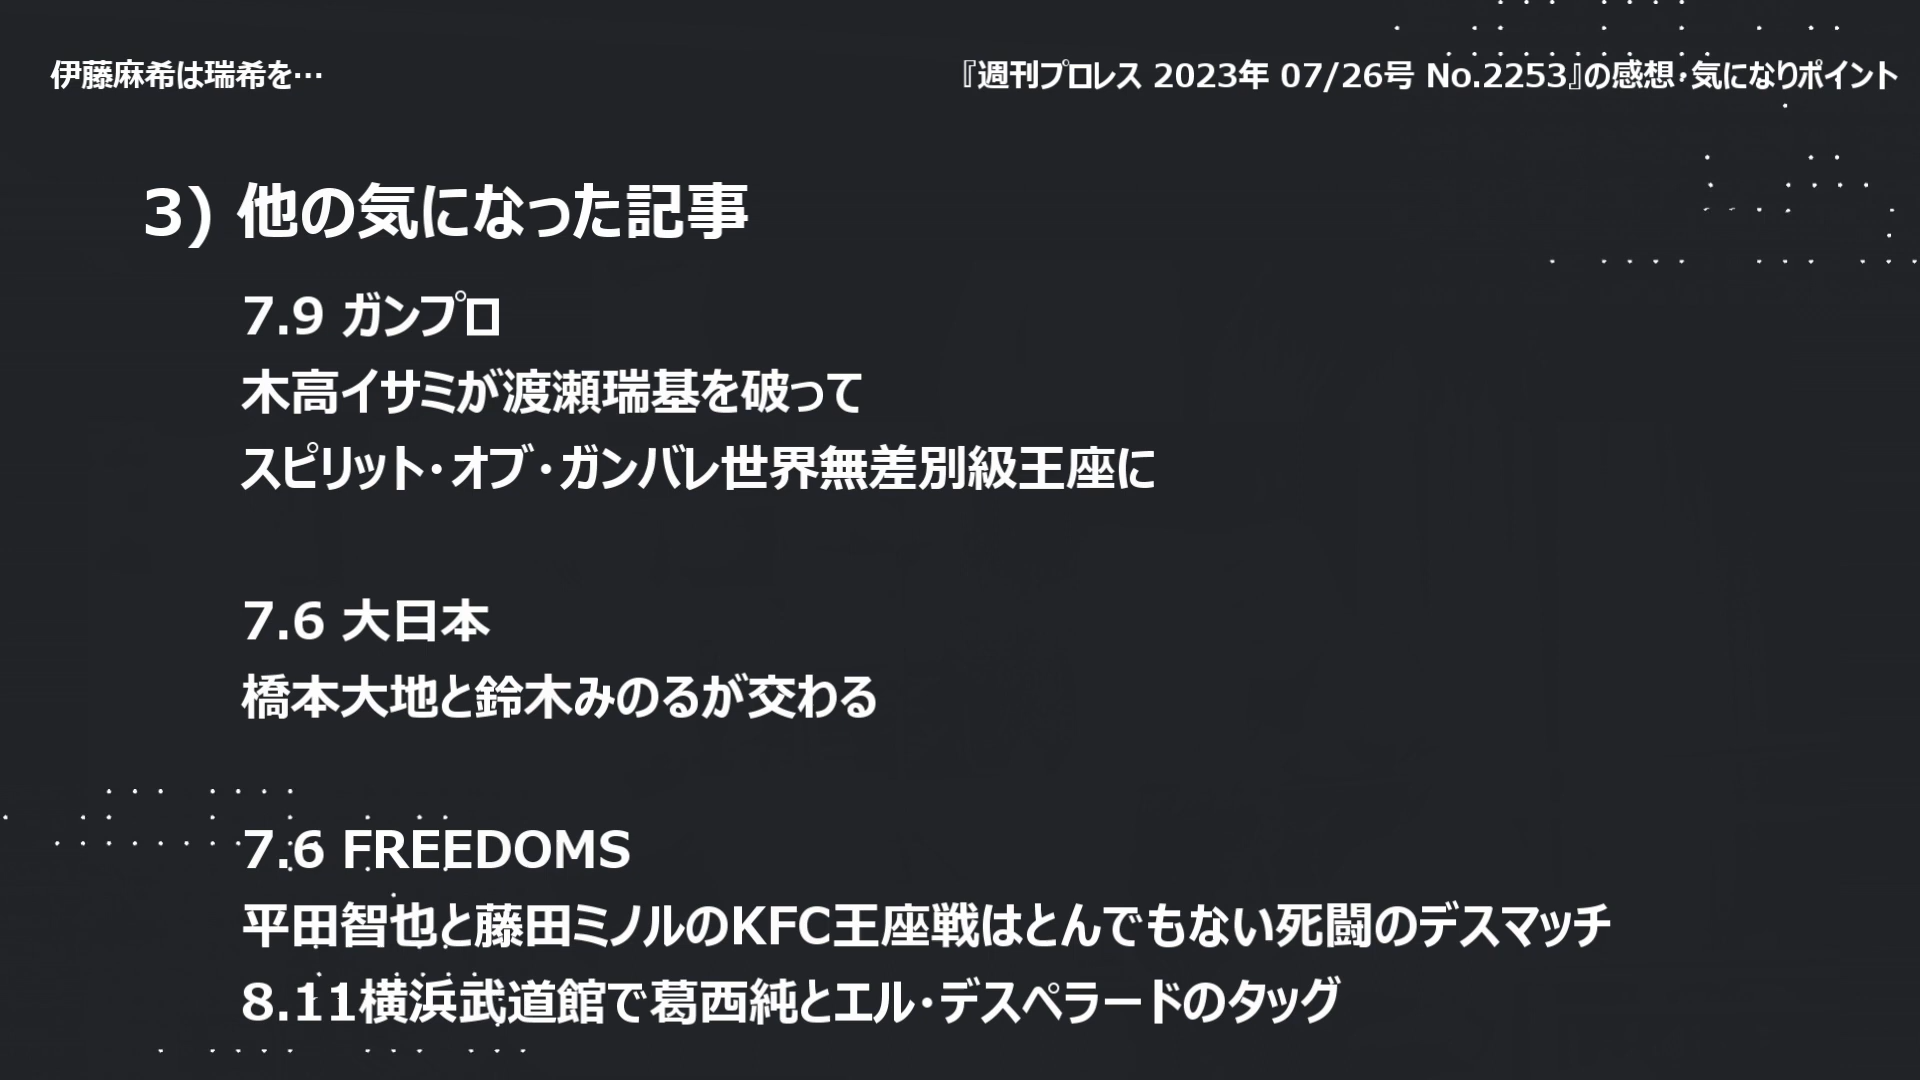 伊藤麻希は瑞希を…
『週刊プロレス 2023年 07/26号 No.2253』の感想・気になりポイント
3) 他の気になった記事
7.9 ガンプロ
木高イサミが渡瀬瑞基を破って
スピリット・オブ・ガンバレ世界無差別級王座に
7.6 大日本
橋本大地と鈴木みのるが交わる
7.6 FREEDOMS
平田智也と藤田ミノルのKFC王座戦はとんでもない死闘のデスマッチ
8.11横浜武道館で葛西純とエル・デスペラードのタッグ